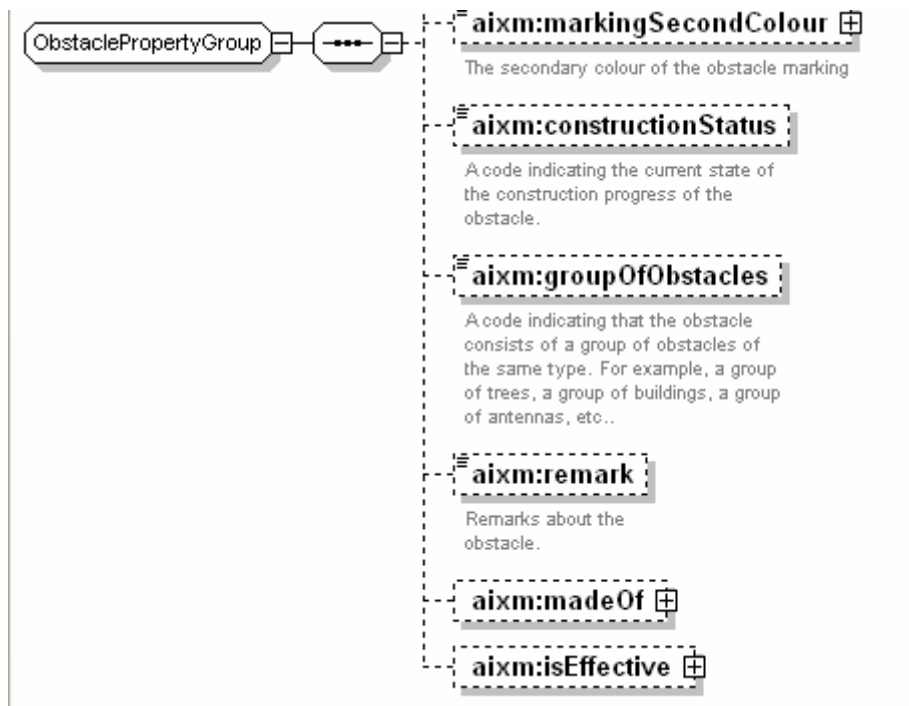 ObstaclePropertyGroup
aixm:markingSecondColour
The secondary colour of the obstacle marking
aixm:constructionStatus
A code indicating the current state of
the construction progress of the
obstacle.
aixm:groupOfObstacles
A code indicating that the obstacle
consists of a group of obstacles of
the same type. For example, a group
of trees, a group of buildings, a group
of antennas, etc..
aixm:remark
Remarks about the
obstacle.
aixm:madeOf
aixm:isEffective